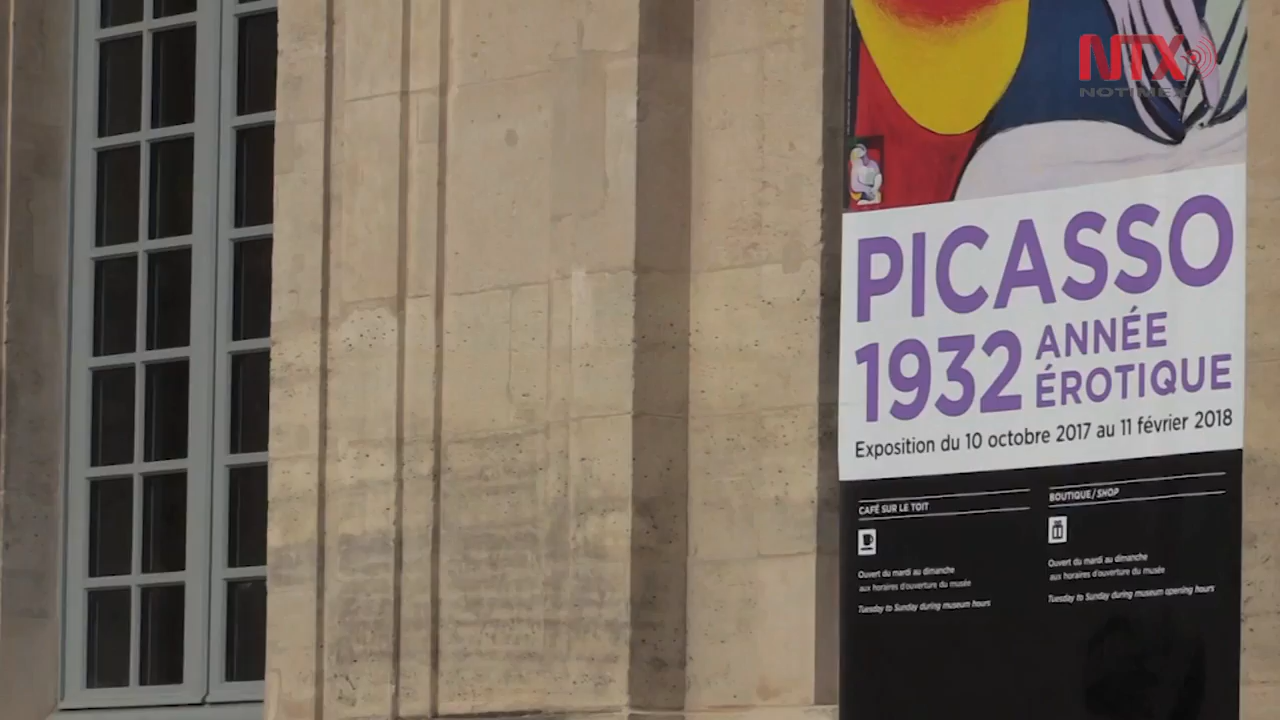 NTX
NOTIMEX
PICASSO
1932 ANNÉE
ÉROTIQUE
Exposition du 10 octobre 2017 au 11 février 2018
CAFÉ SUR LE TOIT
Ouvert du mardi au dimanche
aux horaires d'ouverture du musée
Tuesday to Sunday during museum hours
BOUTIQUE/SHOP
Ouvert du mardi au dimanche
aux horaires d'ouverture du musée
Tuesday to Sunday during museum opening hours